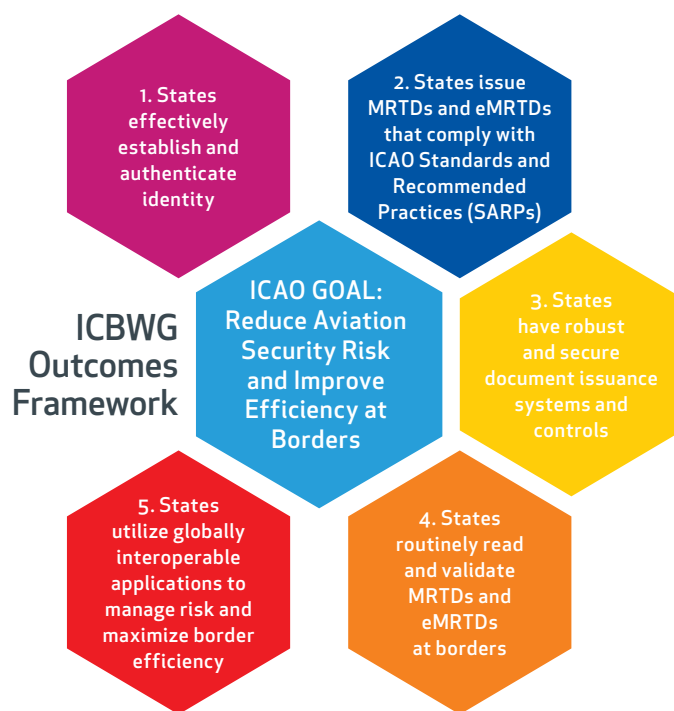 1. States
effectively
establish and
authenticate
identity
2. States issue
MRTDs and eMRTDs
that comply with
ICAO Standards and
Recommended
Practices (SARPs)
ICBWG
Outcomes
Framework
ICAO GOAL:
Reduce Aviation
Security Risk
and Improve
Efficiency at
Borders
3. States
have robust
and secure
document issuance
systems and
controls
4. States
routinely read
and validate
MRTDs and
eMRTDs
at borders
5. States
utilize globally
interoperable
applications to
manage risk and
maximize border
efficiency